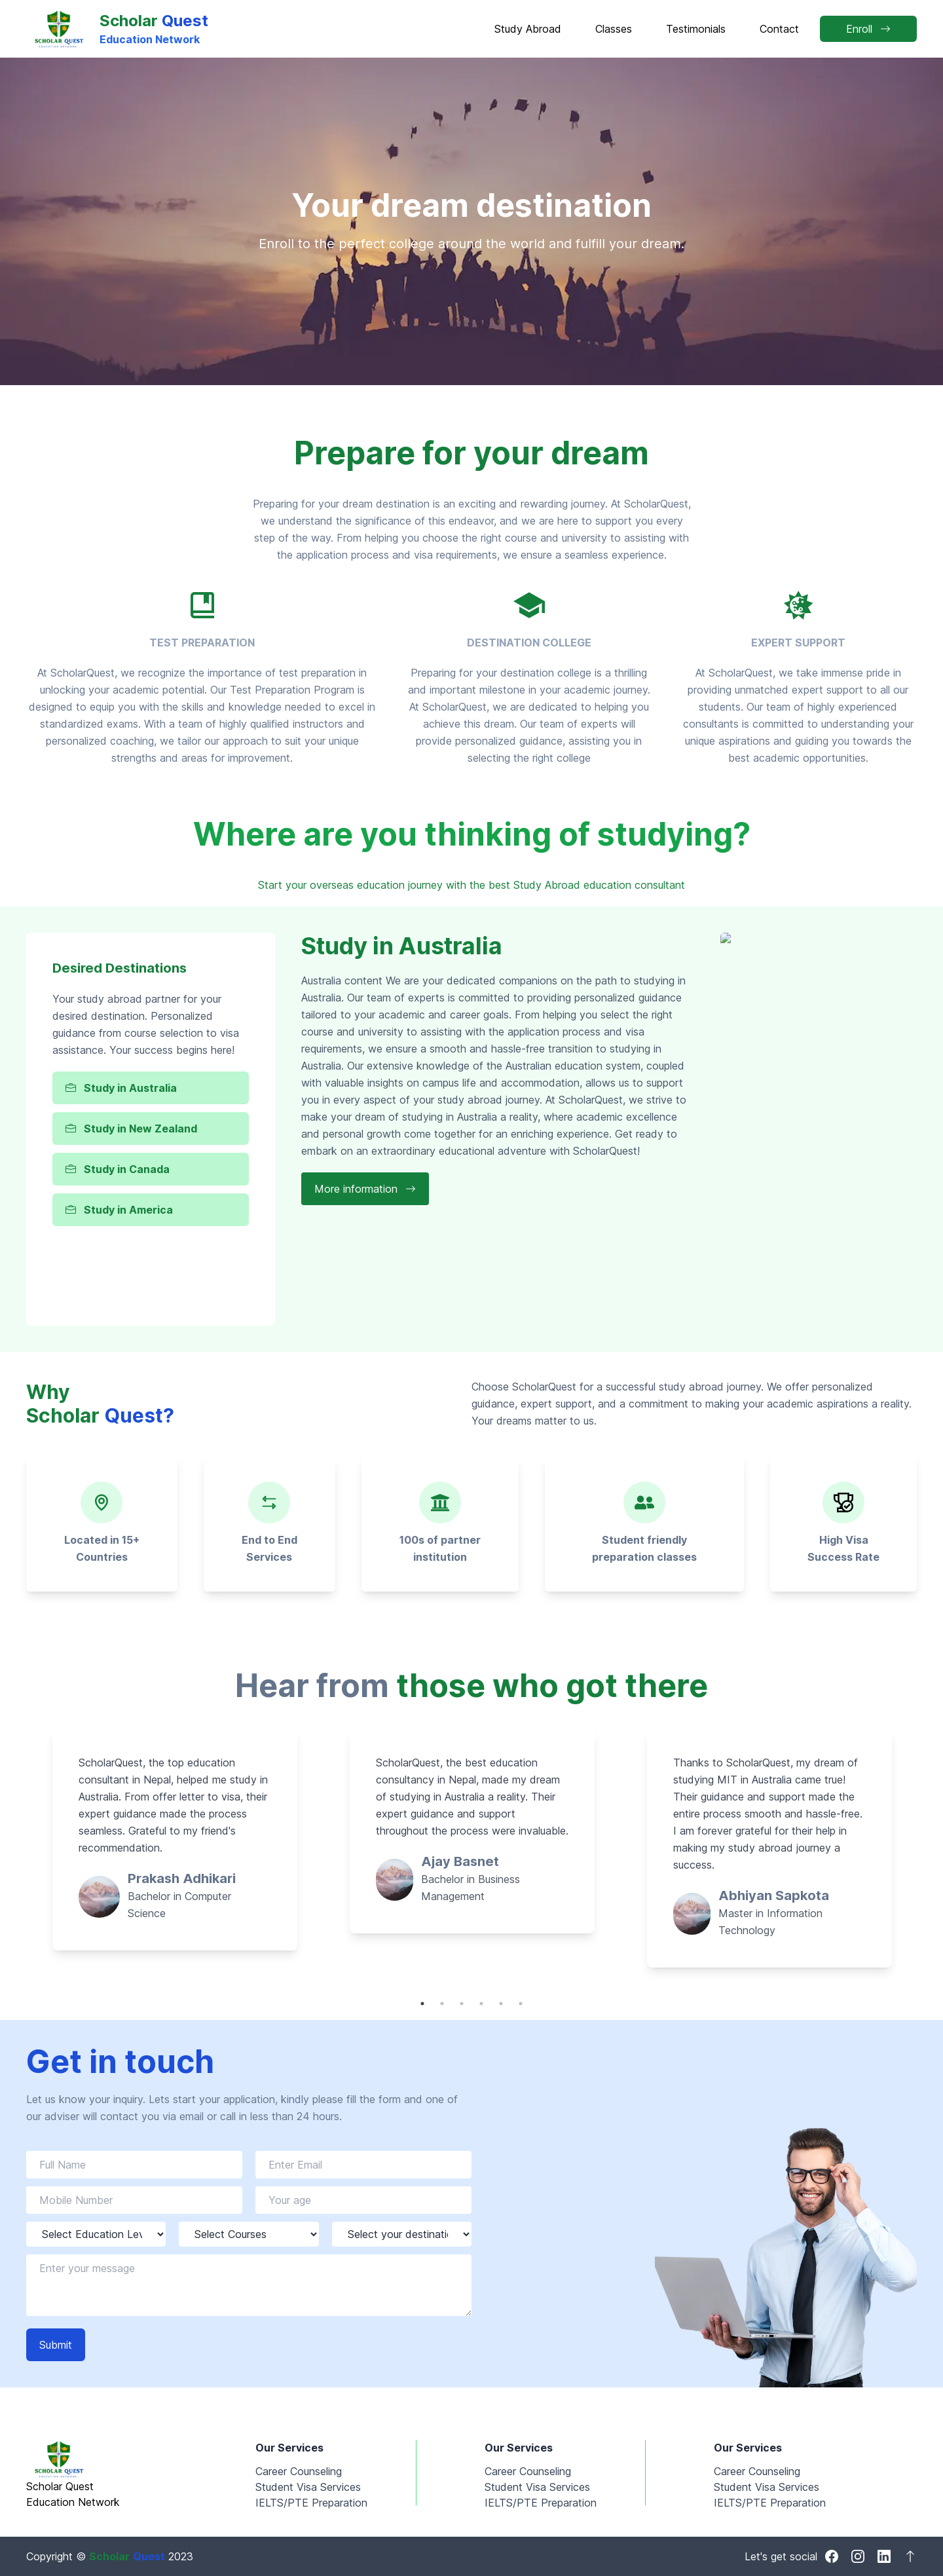 SCHOLAR QUEST
Scholar Quest
Education Network
Study Abroad
Classes
Testimonials
Contact
Enroll
Your dream destination
Enroll to the perfect college around the world and fulfill your dream.
Prepare for your dream
Preparing for your dream destination is an exciting and rewarding journey. At ScholarQuest,
we understand the significance of this endeavor, and we are here to support you every
step of the way. From helping you choose the right course and university to assisting with
the application process and visa requirements, we ensure a seamless experience.
TEST PREPARATION
At ScholarQuest, we recognize the importance of test preparation in
unlocking your academic potential. Our Test Preparation Program is
designed to equip you with the skills and knowledge needed to excel in
standardized exams. With a team of highly qualified instructors and
personalized coaching, we tailor our approach to suit your unique
strengths and areas for improvement.
DESTINATION COLLEGE
Preparing for your destination college is a thrilling
and important milestone in your academic journey.
At ScholarQuest, we are dedicated to helping you
achieve this dream. Our team of experts will
provide personalized guidance, assisting you in
selecting the right college
EXPERT SUPPORT
At ScholarQuest, we take immense pride in
providing unmatched expert support to all our
students. Our team of highly experienced
consultants is committed to understanding your
unique aspirations and guiding you towards the
best academic opportunities.
Where are you thinking of studying?
Start your overseas education journey with the best Study Abroad education consultant
Desired Destinations
Your study abroad partner for your
desired destination. Personalized
guidance from course selection to visa
assistance. Your success begins here!
Study in Australia
Study in New Zealand
Study in Canada
Study in America
Study in Australia
Australia content We are your dedicated companions on the path to studying in
Australia. Our team of experts is committed to providing personalized guidance
tailored to your academic and career goals. From helping you select the right
course and university to assisting with the application process and visa
requirements, we ensure a smooth and hassle-free transition to studying in
Australia. Our extensive knowledge of the Australian education system, coupled
with valuable insights on campus life and accommodation, allows us to support
you in every aspect of your study abroad journey. At ScholarQuest, we strive to
make your dream of studying in Australia a reality, where academic excellence
and personal growth come together for an enriching experience. Get ready to
embark on an extraordinary educational adventure with ScholarQuest!
More information
Why
Scholar Quest?
Choose ScholarQuest for a successful study abroad journey. We offer personalized
guidance, expert support, and a commitment to making your academic aspirations a reality.
Your dreams matter to us.
Located in 15+
Countries
End to End
Services
100s of partner
institution
Student friendly
preparation classes
High Visa
Success Rate
Hear from those who got there
ScholarQuest, the top education
consultant in Nepal, helped me study in
Australia. From offer letter to visa, their
expert guidance made the process
seamless. Grateful to my friend's
recommendation.
Prakash Adhikari
Bachelor in Computer
Science
ScholarQuest, the best education
consultancy in Nepal, made my dream
of studying in Australia a reality. Their
expert guidance and support
throughout the process were invaluable.
Ajay Basnet
Bachelor in Business
Management
Thanks to ScholarQuest, my dream of
studying MIT in Australia came true!
Their guidance and support made the
entire process smooth and hassle-free.
I am forever grateful for their help in
making my study abroad journey a
success.
Abhiyan Sapkota
Master in Information
Technology
Get in touch
Let us know your inquiry. Lets start your application, kindly please fill the form and one of
our adviser will contact you via email or call in less than 24 hours.
Full Name
Enter Email
Mobile Number
Your age
Select Education Lev
Select Courses
Select your destinatio
Enter your message
Submit
SCHOLAR QUEST
Scholar Quest
Education Network
Our Services
Career Counseling
Student Visa Services
IELTS/PTE Preparation
Our Services
Career Counseling
Student Visa Services
IELTS/PTE Preparation
Our Services
Career Counseling
Student Visa Services
IELTS/PTE Preparation
Copyright © Scholar Quest 2023
Let's get social